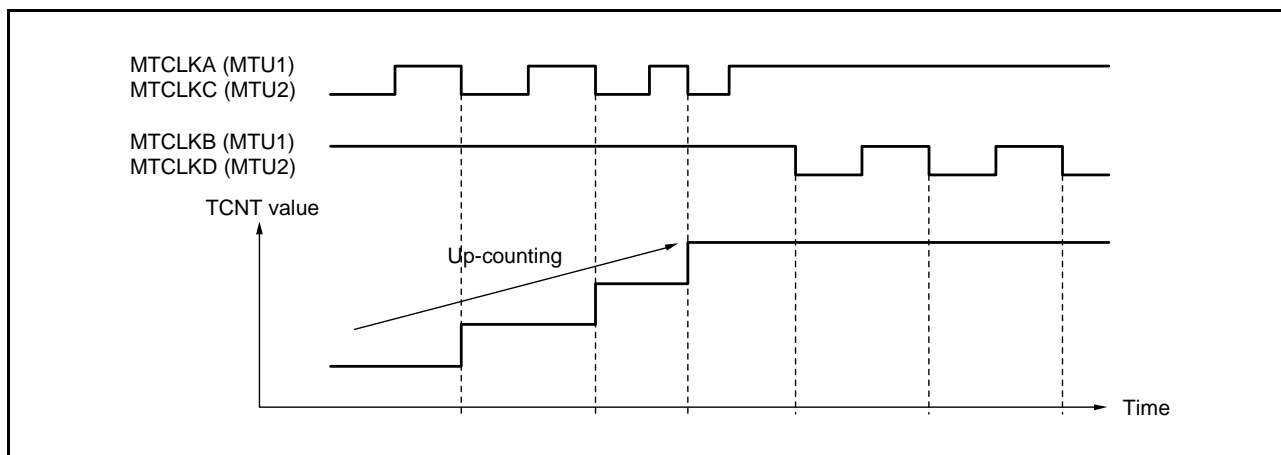 MTCLKA (MTU1)
MTCLKC (MTU2)
MTCLKB (MTU1)
MTCLKD (MTU2)
TCNT value
Up-counting
Time